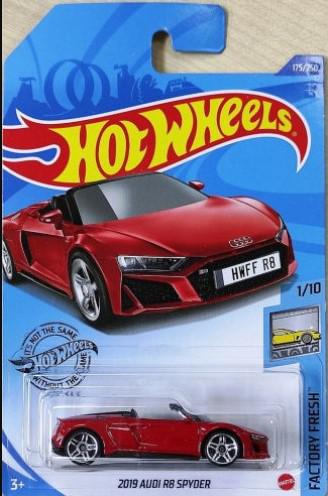 175/250
HOT WHEELS
HWFF R8
1/10
IT'S NOT THE SAME
HOT WHEELS
WITHOUT THE NAME
FACTORY FRESH
2019 AUDI R8 SPYDER
3+
MATTEL